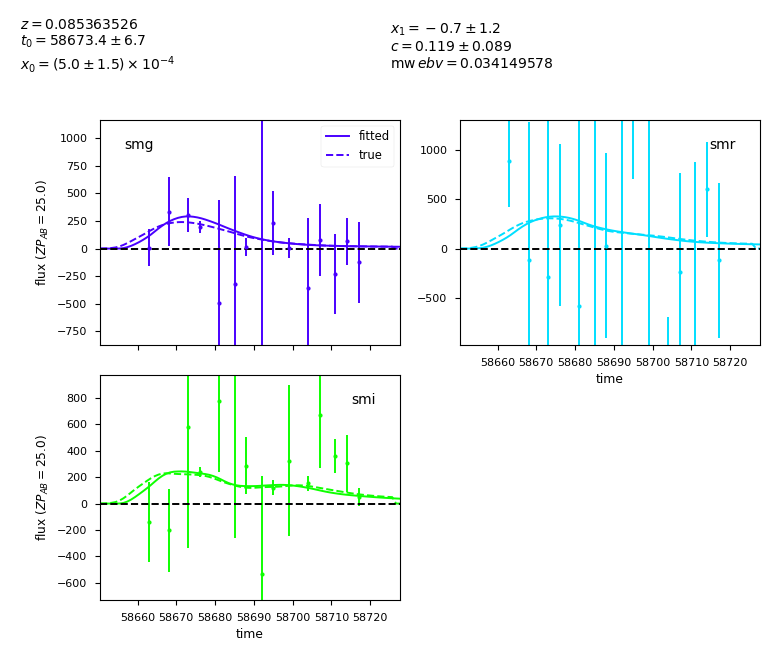 z = 0.085363526
t₀ = 58673.4 ± 6.7
x₀ = (5.0 ± 1.5) × 10⁻⁴
x₁ = −0.7 ± 1.2
c = 0.119 ± 0.089
mw ebv = 0.034149578
smg
fitted
true
1000
750
500
250
0
−250
−500
−750
flux (ZP_AB = 25.0)
smr
1000
500
0
−500
58660 58670 58680 58690 58700 58710 58720
time
smi
800
600
400
200
0
−200
−400
−600
flux (ZP_AB = 25.0)
58660 58670 58680 58690 58700 58710 58720
time